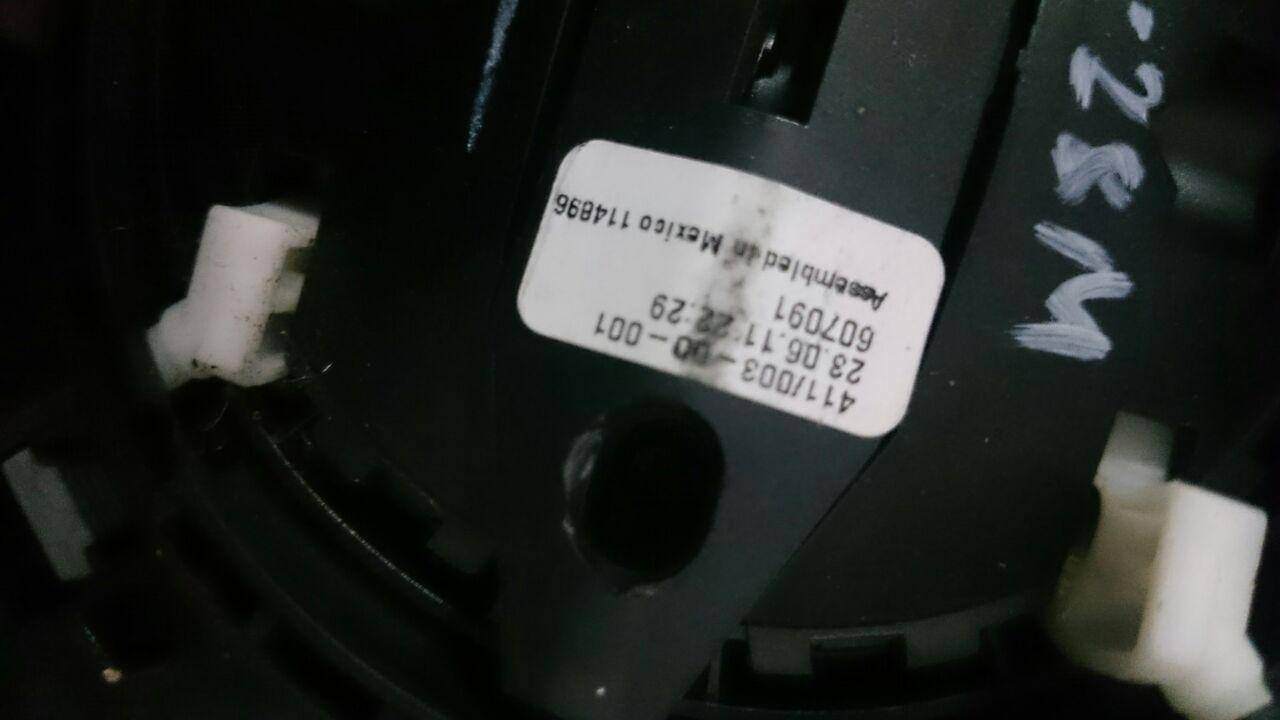 411/003-00-001
23.06.11 22:29
607091
Assembled in Mexico 114896